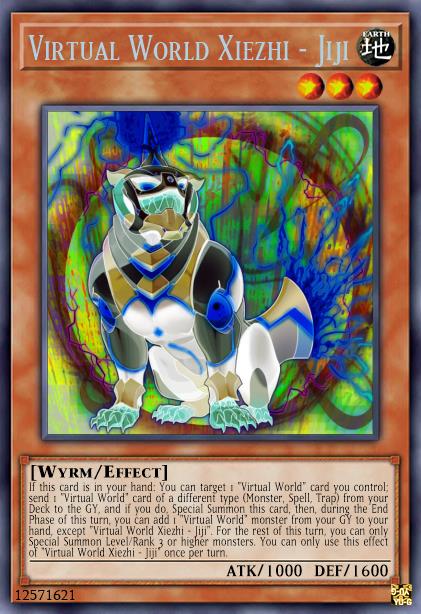 Virtual World Xiezhi - Jiji
EARTH
地
[Wyrm/Effect]
If this card is in your hand: You can target 1 "Virtual World" card you control;
send 1 "Virtual World" card of a different type (Monster, Spell, Trap) from your
Deck to the GY, and if you do, Special Summon this card, then, during the End
Phase of this turn, you can add 1 "Virtual World" monster from your GY to your
hand, except "Virtual World Xiezhi - Jiji". For the rest of this turn, you can only
Special Summon Level/Rank 3 or higher monsters. You can only use this effect
of "Virtual World Xiezhi - Jiji" once per turn.
ATK/1000 DEF/1600
12571621